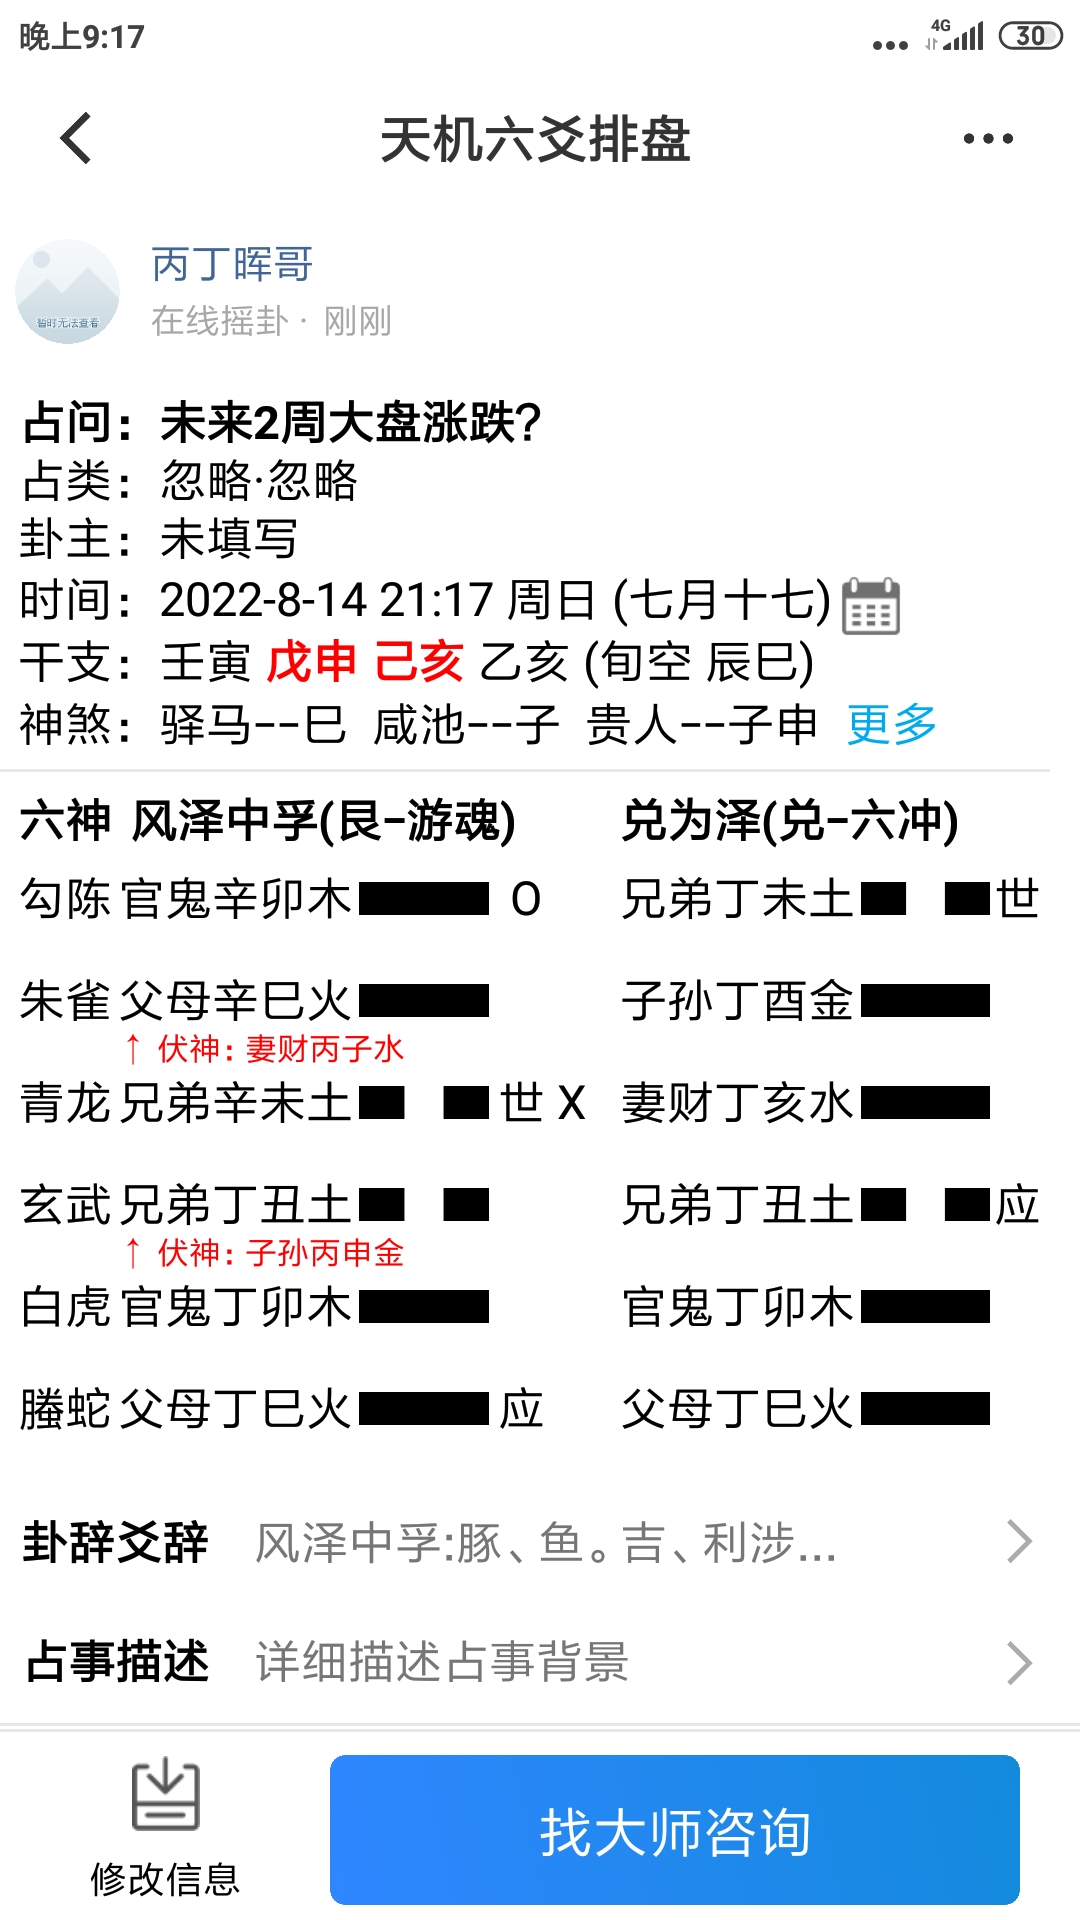 晚上9:17
4G
30
天机六爻排盘
丙丁晖哥
在线摇卦 · 刚刚
暂时无法查看
占问：未来2周大盘涨跌？
占类：忽略·忽略
卦主：未填写
时间：2022-8-14 21:17 周日 (七月十七)
干支：壬寅 戊申 己亥 乙亥 (旬空 辰巳)
神煞：驿马--巳 咸池--子 贵人--子申 更多
六神 风泽中孚(艮-游魂) 兑为泽(兑-六冲)
勾陈 官鬼辛卯木 O 兄弟丁未土 世
朱雀 父母辛巳火 子孙丁酉金
↑ 伏神：妻财丙子水
青龙 兄弟辛未土 世 X 妻财丁亥水
玄武 兄弟丁丑土 兄弟丁丑土 应
↑ 伏神：子孙丙申金
白虎 官鬼丁卯木 官鬼丁卯木
螣蛇 父母丁巳火 应 父母丁巳火
卦辞爻辞 风泽中孚:豚、鱼。吉、利涉...
占事描述 详细描述占事背景
修改信息
找大师咨询